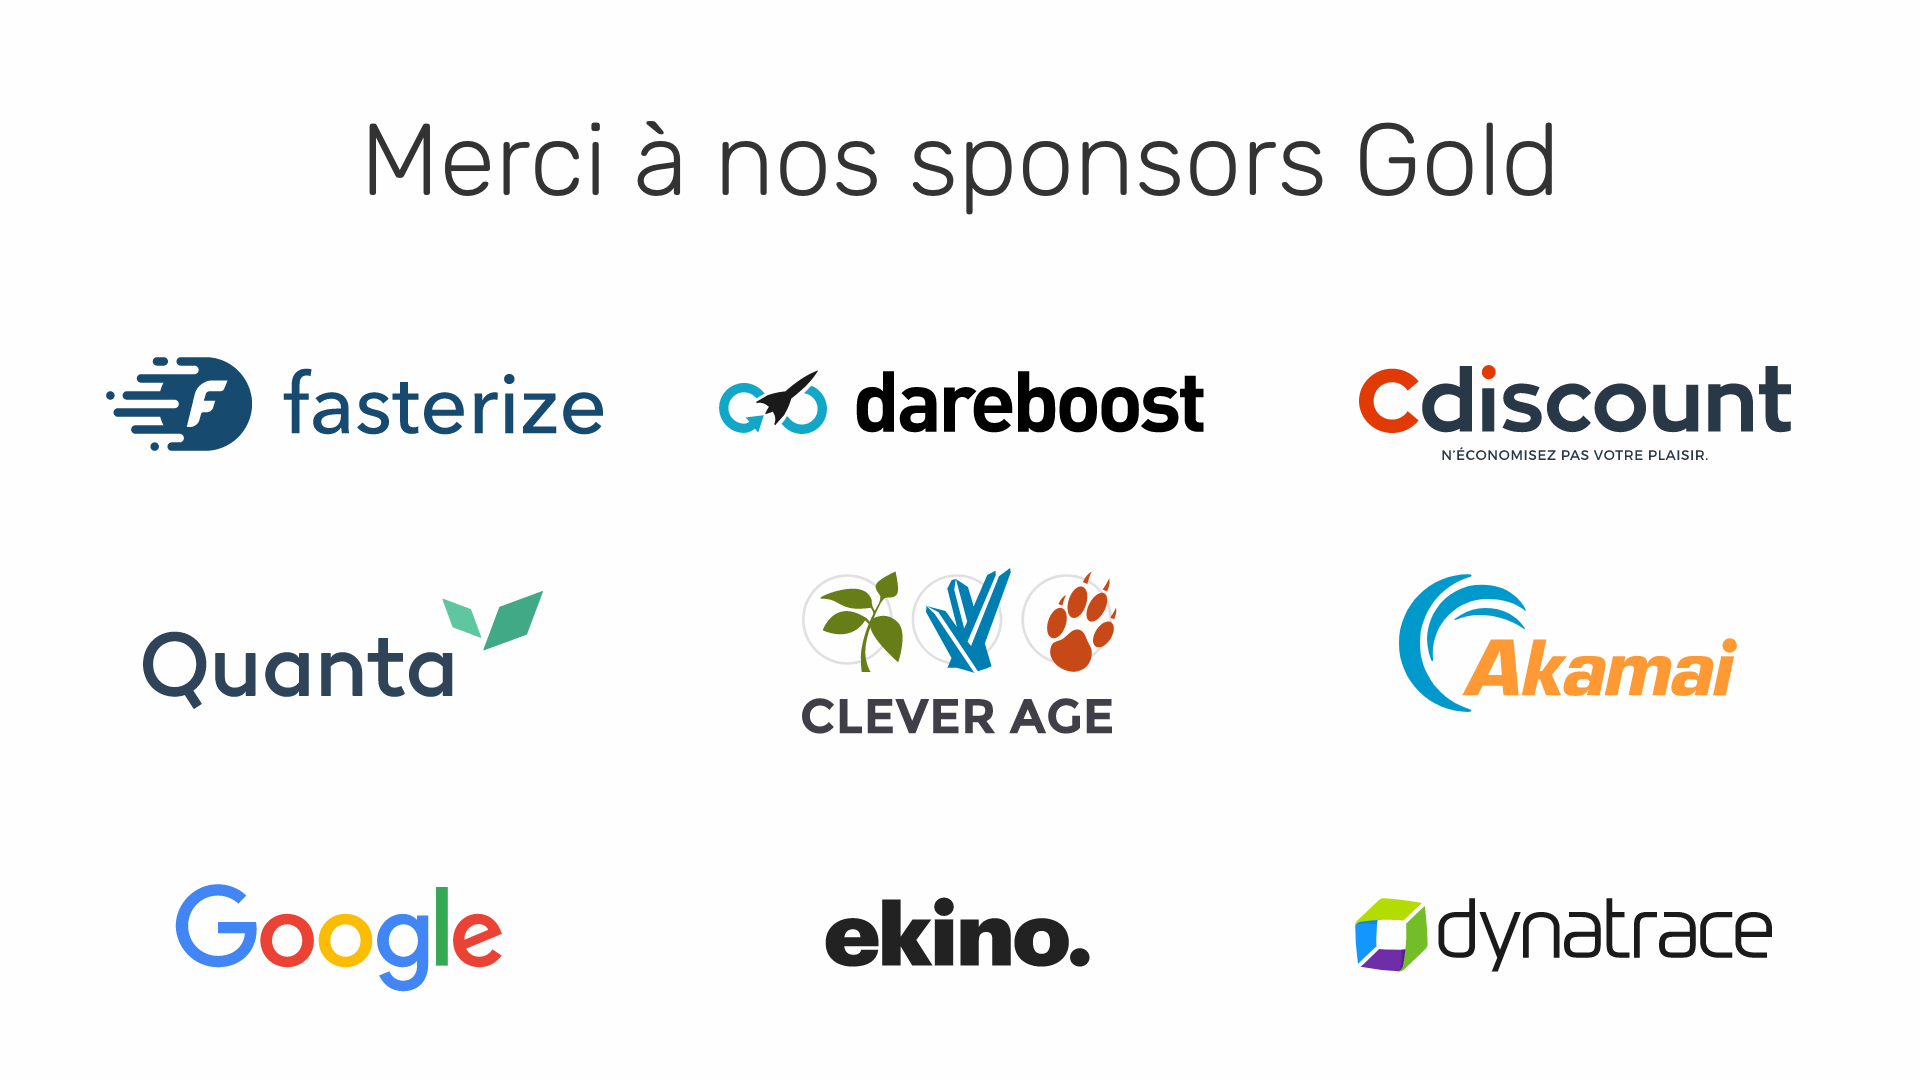 Merci à nos sponsors Gold
fasterize
dareboost
Cdiscount
N'ÉCONOMISEZ PAS VOTRE PLAISIR.
Quanta
CLEVER AGE
Akamai
Google
ekino.
dynatrace